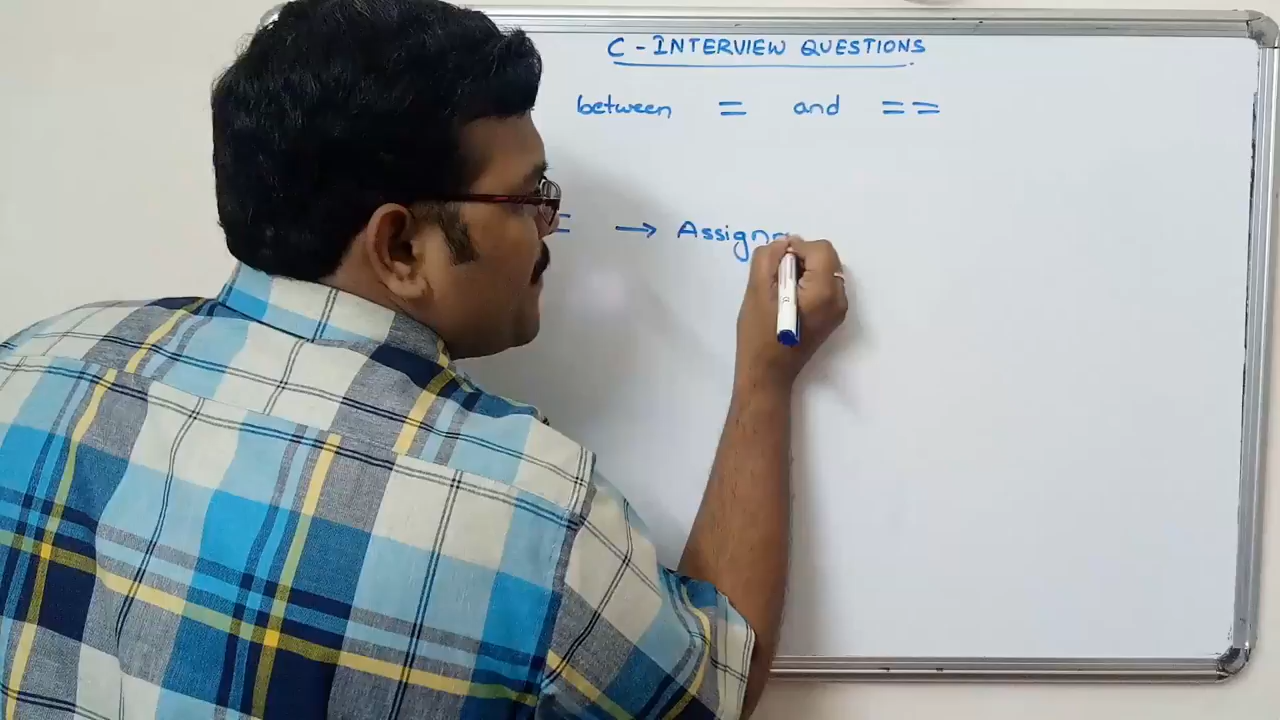 C - INTERVIEW QUESTIONS
between = and ==
= → Assign